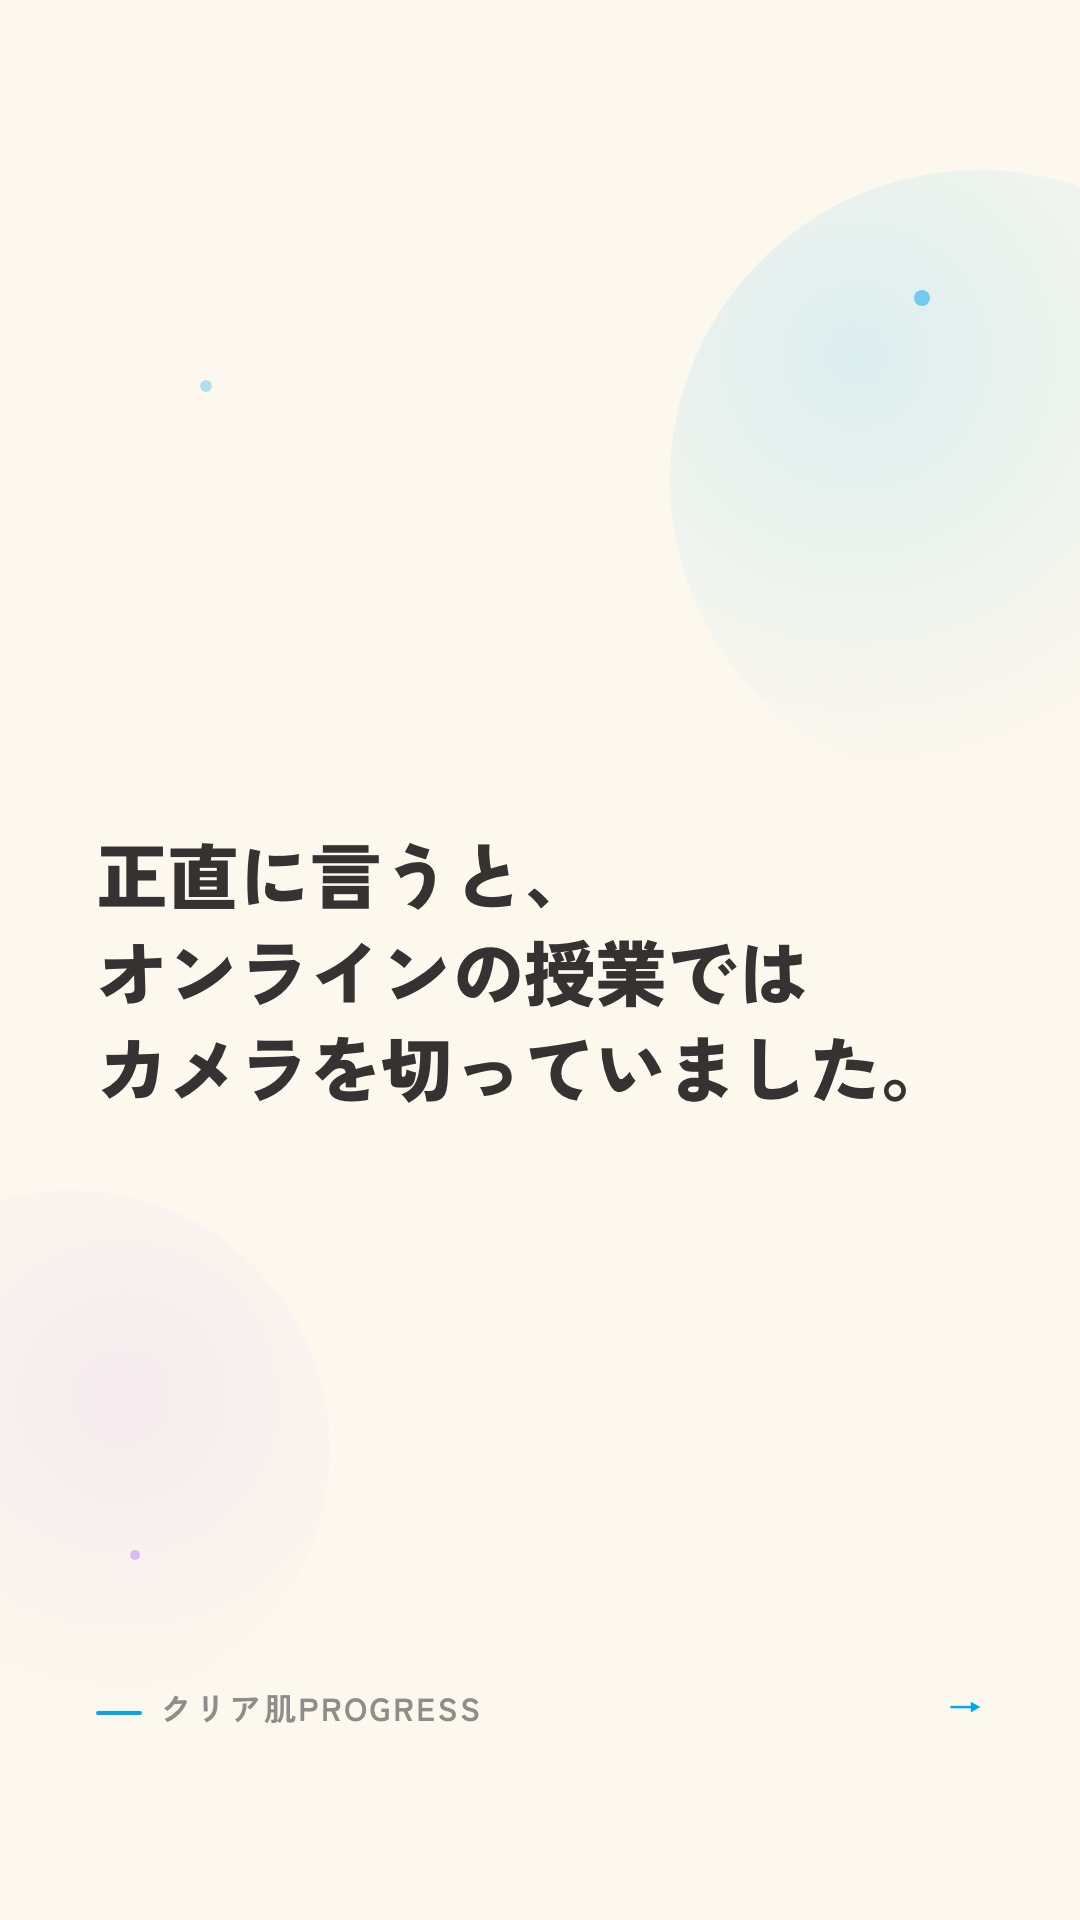 正直に言うと、
オンラインの授業では
カメラを切っていました。
クリア肌PROGRESS
→